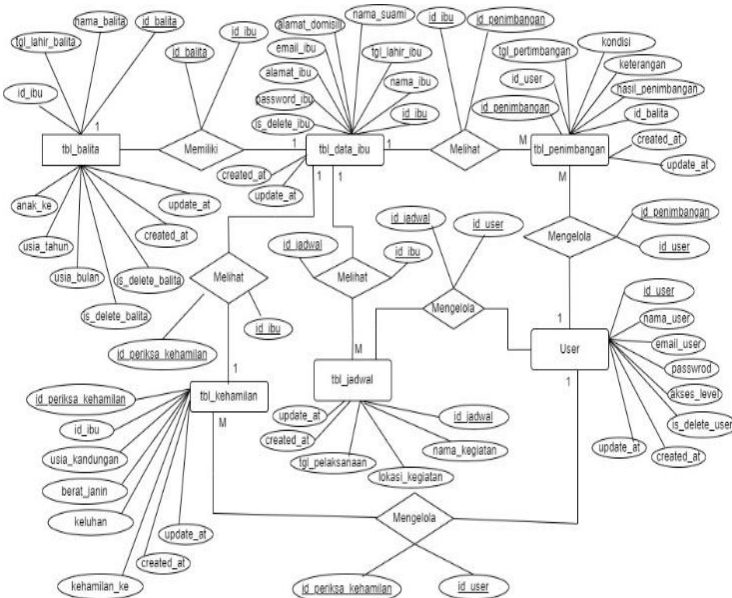 alamat_domisili
nama_suami
id_ibu
id_penimbangan
nama_balita
id_balita
tgl_lahir_balita
id_ibu
id_balita
email_ibu
tgl_lahir_ibu
tgl_pertimbangan
kondisi
keterangan
id_user
hasil_penimbangan
alamat_ibu
nama_ibu
id_ibu
password_ibu
id_ibu
id_penimbangan
id_balita
is_delete_ibu
created_at
1
tbl_balita
Memiliki
1
tbl_data_ibu
1
Melihat
M
tbl_penimbangan
update_at
created_at
update_at
1
1
M
anak_ke
update_at
created_at
usia_tahun
usia_bulan
is_delete_balita
is_delete_balita
Melihat
id_ibu
id_periksa_kehamilan
id_jadwal
id_ibu
Melihat
id_jadwal
id_user
Mengelola
Mengelola
id_penimbangan
id_user
1
User
1
id_user
nama_user
email_user
passwrod
akses_level
is_delete_user
created_at
update_at
1
tbl_kehamilan
M
M
tbl_jadwal
id_periksa_kehamilan
id_ibu
usia_kandungan
berat_janin
keluhan
kehamilan_ke
created_at
update_at
update_at
created_at
tgl_pelaksanaan
lokasi_kegiatan
nama_kegiatan
id_jadwal
Mengelola
id_periksa_kehamilan
id_user